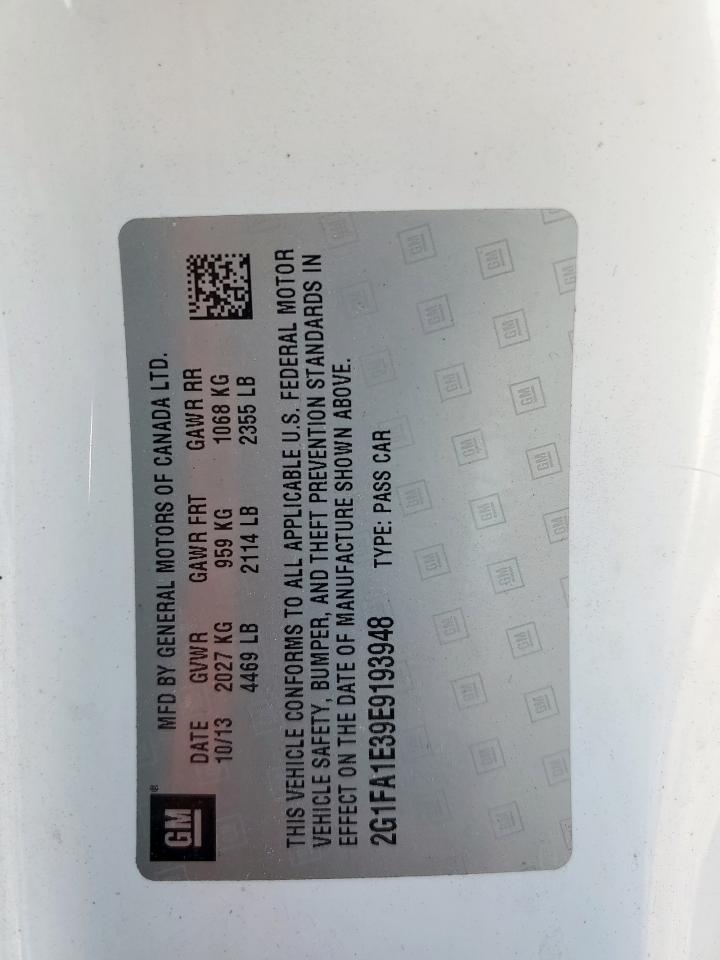 GM®
MFD BY GENERAL MOTORS OF CANADA LTD.
DATE GVWR GAWR FRT GAWR RR
10/13 2027 KG 959 KG 1068 KG
4469 LB 2114 LB 2355 LB
THIS VEHICLE CONFORMS TO ALL APPLICABLE U.S. FEDERAL MOTOR
VEHICLE SAFETY, BUMPER, AND THEFT PREVENTION STANDARDS IN
EFFECT ON THE DATE OF MANUFACTURE SHOWN ABOVE.
2G1FA1E39E9193948 TYPE: PASS CAR